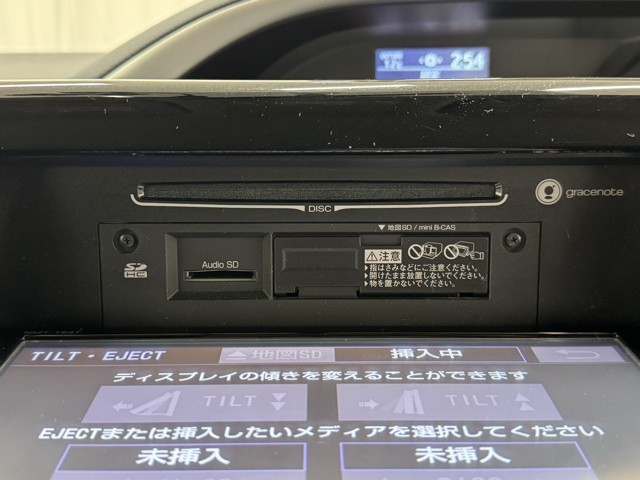 2:54
DISC
gracenote
▼ 地図SD / mini B-CAS
SD HC
Audio SD
⚠注意
▶指はさみなどにご注意ください。
▶開けたまま放置しないでください。
▶物を置かないでください。
TILT・EJECT
⏏地図SD
挿入中
ディスプレイの傾きを変えることができます
TILT
TILT
EJECTまたは挿入したいメディアを選択してください
未挿入
未挿入